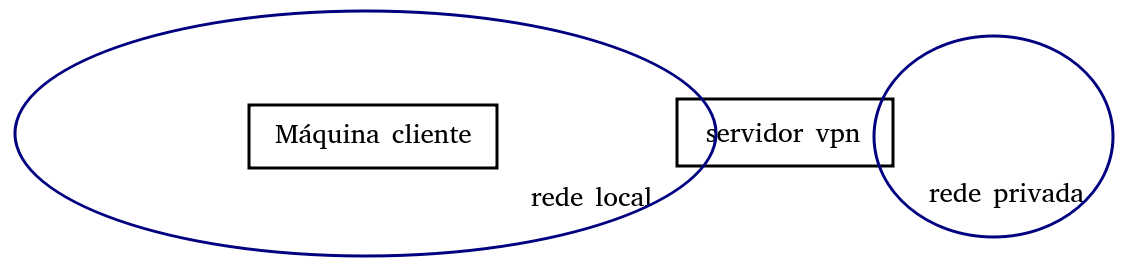 Máquina cliente
servidor vpn
rede local
rede privada